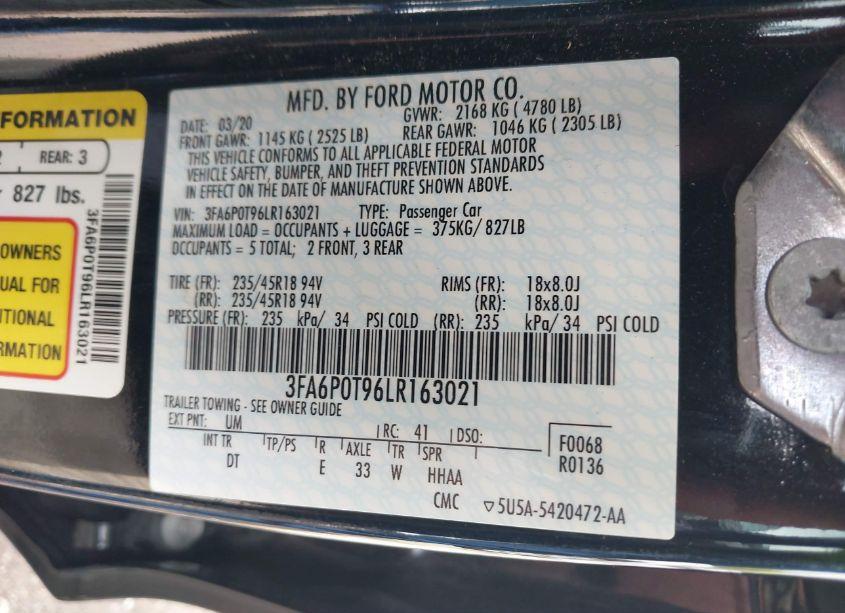 FORMATION
2 REAR: 3
827 lbs.
OWNERS
UAL FOR
ITIONAL
RMATION
3FA6P0T96LR163021
MFD. BY FORD MOTOR CO.
DATE: 03/20 GVWR: 2168 KG ( 4780 LB)
FRONT GAWR: 1145 KG ( 2525 LB) REAR GAWR: 1046 KG ( 2305 LB)
THIS VEHICLE CONFORMS TO ALL APPLICABLE FEDERAL MOTOR
VEHICLE SAFETY, BUMPER, AND THEFT PREVENTION STANDARDS
IN EFFECT ON THE DATE OF MANUFACTURE SHOWN ABOVE.
VIN: 3FA6P0T96LR163021 TYPE: Passenger Car
MAXIMUM LOAD = OCCUPANTS + LUGGAGE = 375KG/ 827LB
OCCUPANTS = 5 TOTAL; 2 FRONT, 3 REAR
TIRE (FR): 235/45R18 94V RIMS (FR): 18x8.0J
(RR): 235/45R18 94V (RR): 18x8.0J
PRESSURE (FR): 235 kPa/ 34 PSI COLD (RR): 235 kPa/ 34 PSI COLD
3FA6P0T96LR163021
TRAILER TOWING - SEE OWNER GUIDE
EXT PNT: UM RC: 41 DSO:
INT TR TP/PS R AXLE TR SPR F0068
DT E 33 W HHAA R0136
CMC ▽5U5A-5420472-AA